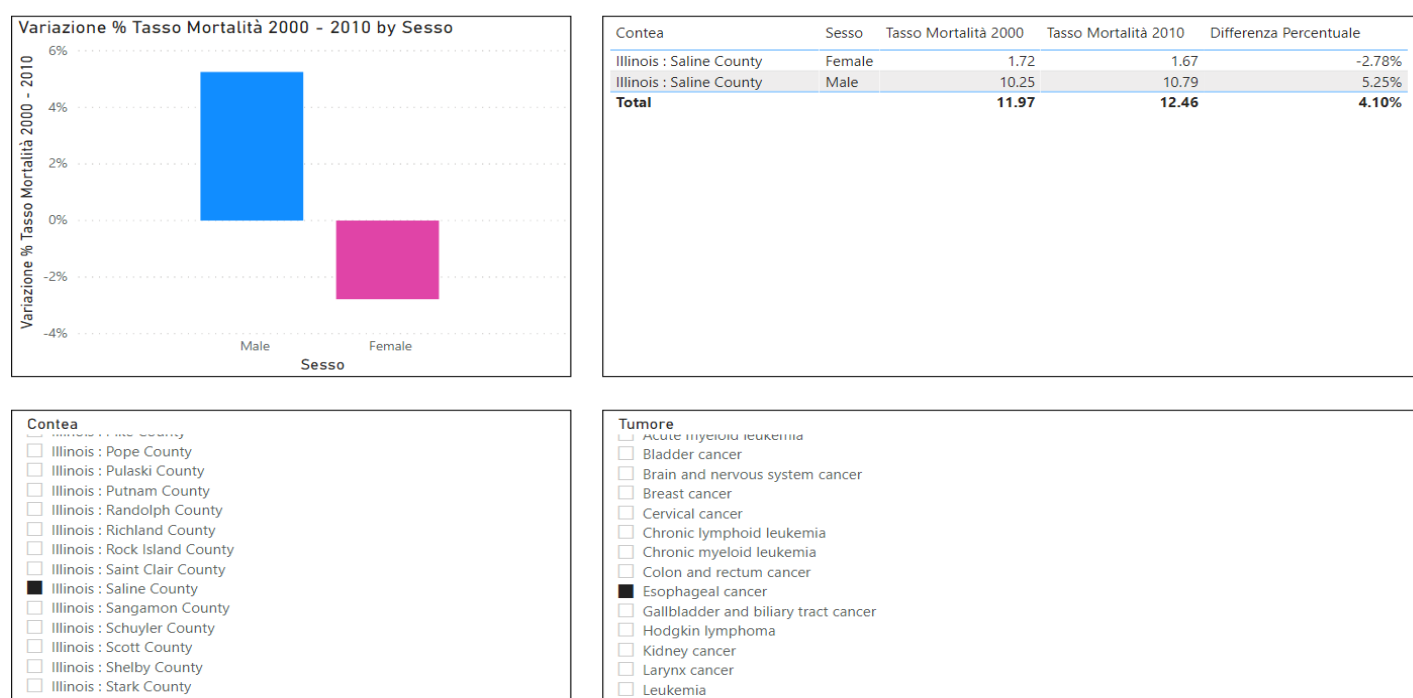 Variazione % Tasso Mortalità 2000 - 2010 by Sesso
Variazione % Tasso Mortalità 2000 - 2010
6%
4%
2%
0%
-2%
-4%
Male Female
Sesso
Contea Sesso Tasso Mortalità 2000 Tasso Mortalità 2010 Differenza Percentuale
Illinois : Saline County Female 1.72 1.67 -2.78%
Illinois : Saline County Male 10.25 10.79 5.25%
Total 11.97 12.46 4.10%
Contea
Illinois : Pike County
Illinois : Pope County
Illinois : Pulaski County
Illinois : Putnam County
Illinois : Randolph County
Illinois : Richland County
Illinois : Rock Island County
Illinois : Saint Clair County
Illinois : Saline County
Illinois : Sangamon County
Illinois : Schuyler County
Illinois : Scott County
Illinois : Shelby County
Illinois : Stark County
Tumore
Acute myeloid leukemia
Bladder cancer
Brain and nervous system cancer
Breast cancer
Cervical cancer
Chronic lymphoid leukemia
Chronic myeloid leukemia
Colon and rectum cancer
Esophageal cancer
Gallbladder and biliary tract cancer
Hodgkin lymphoma
Kidney cancer
Larynx cancer
Leukemia